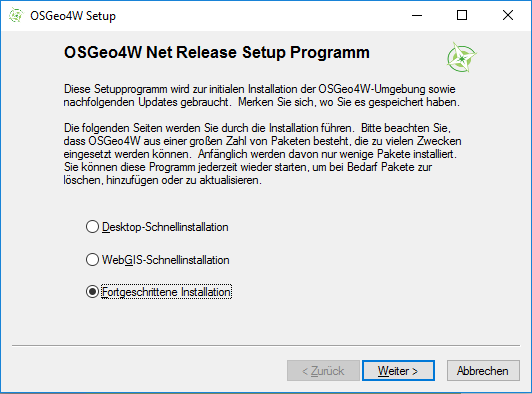 OSGeo4W Setup
OSGeo4W Net Release Setup Programm
Diese Setupprogramm wird zur initialen Installation der OSGeo4W-Umgebung sowie
nachfolgenden Updates gebraucht. Merken Sie sich, wo Sie es gespeichert haben.
Die folgenden Seiten werden Sie durch die Installation führen. Bitte beachten Sie,
dass OSGeo4W aus einer großen Zahl von Paketen besteht, die zu vielen Zwecken
eingesetzt werden können. Anfänglich werden davon nur wenige Pakete installiert.
Sie können diese Programm jederzeit wieder starten, um bei Bedarf Pakete zur
löschen, hinzufügen oder zu aktualisieren.
Desktop-Schnellinstallation
WebGIS-Schnellinstallation
Fortgeschrittene Installation
< Zurück Weiter > Abbrechen